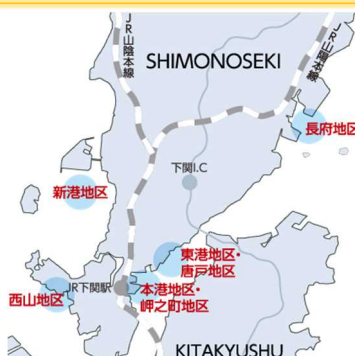 JR山陰本線
JR山陽本線
SHIMONOSEKI
長府地区
下関I.C
新港地区
東港地区・
唐戸地区
JR下関駅
本港地区・
岬之町地区
西山地区
KITAKYUSHU